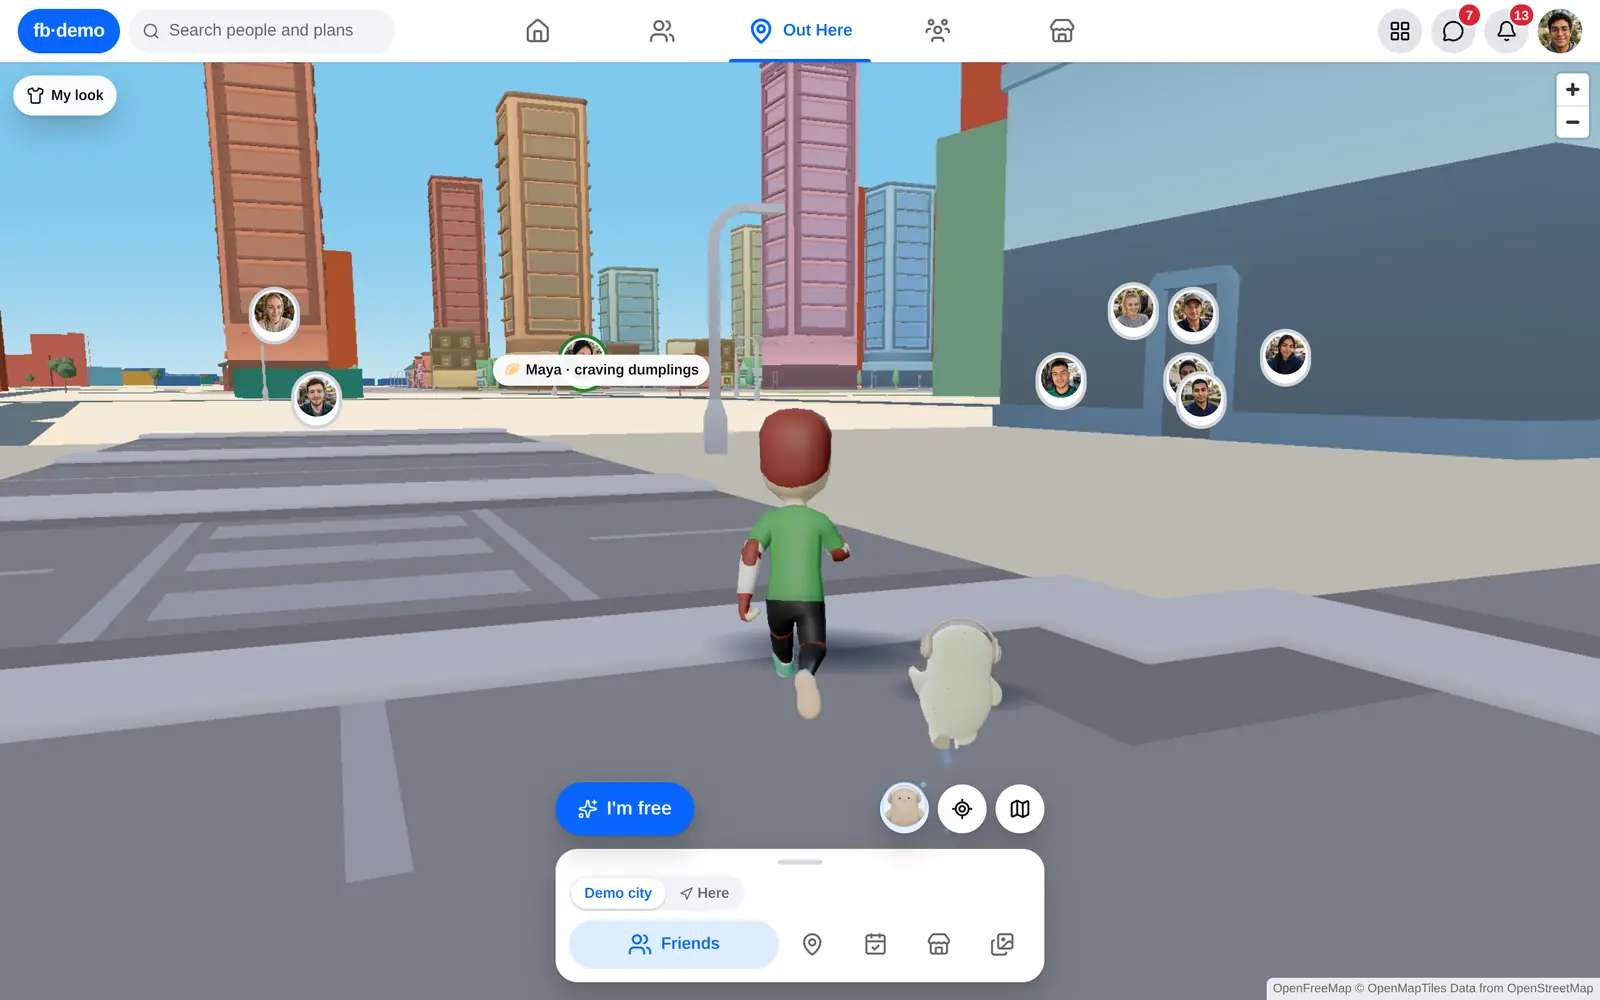 fb·demo
Search people and plans
Out Here
7
13
My look
+
−
Maya · craving dumplings
I'm free
Demo city
Here
Friends
OpenFreeMap © OpenMapTiles Data from OpenStreetMap